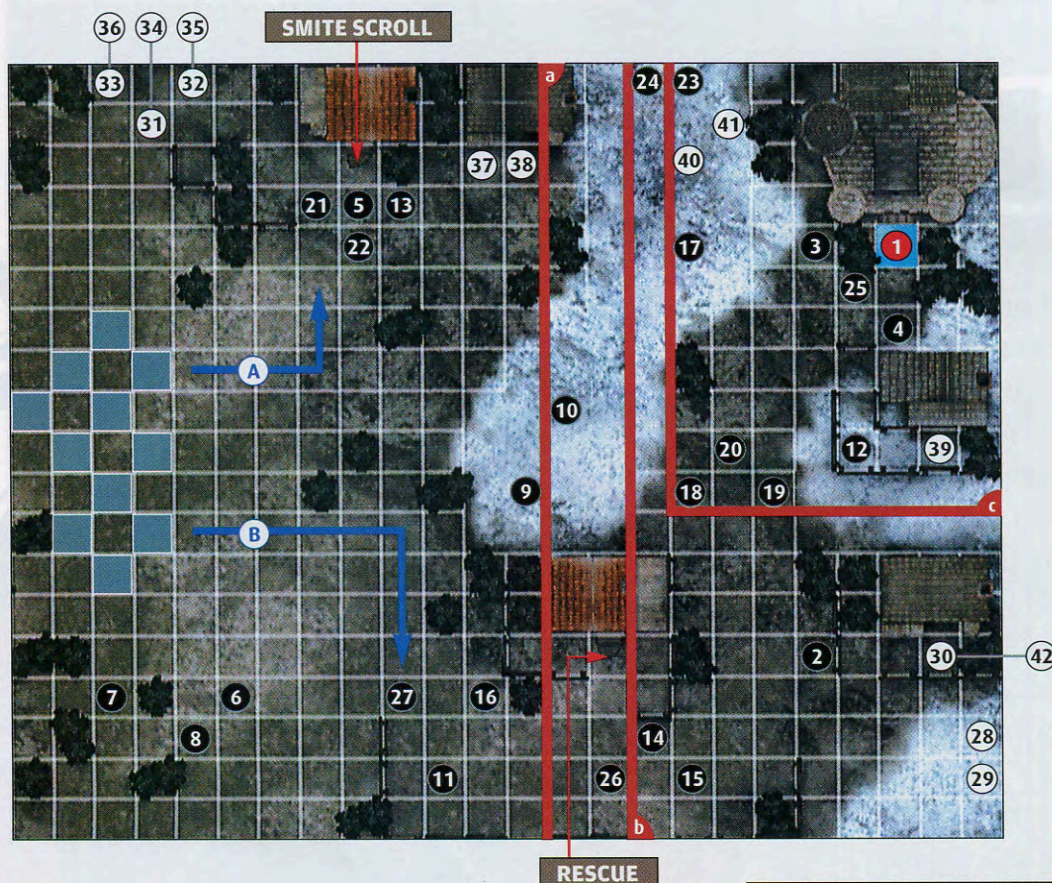 36 34 35
SMITE SCROLL
33 32 a 24 23
31 41
37 38 40
21 5 13
22 17 3 1
25
4
A
10
20 12 39
9 18 19
c
B
2 30 42
7 6 27 16
8 14 28
11 26 15 29
b
RESCUE